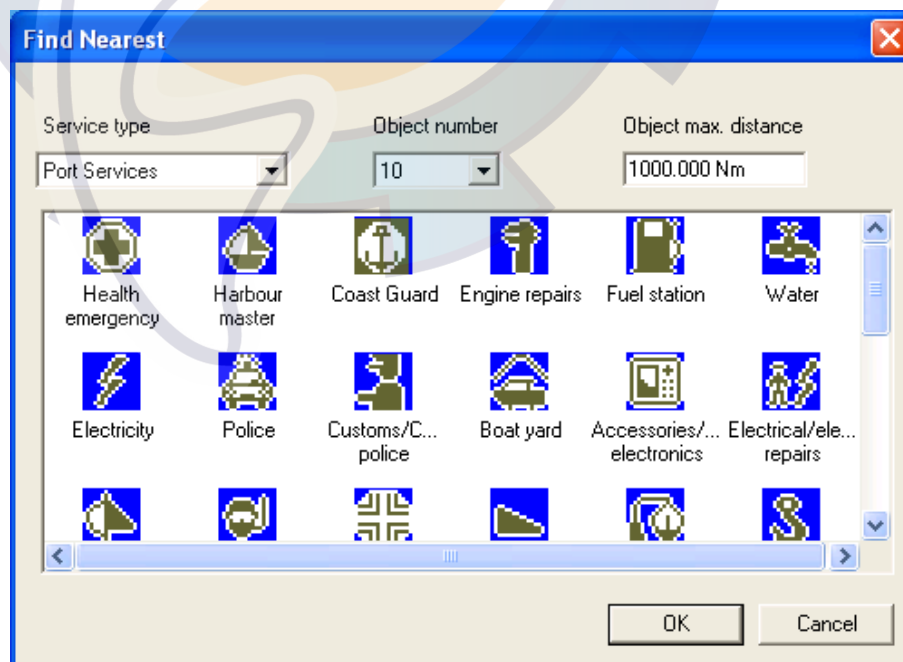 Find Nearest
Service type
Object number
Object max. distance
Port Services
10
1000.000 Nm
Health
emergency
Harbour
master
Coast Guard
Engine repairs
Fuel station
Water
Electricity
Police
Customs/C...
police
Boat yard
Accessories/...
electronics
Electrical/ele...
repairs
OK
Cancel